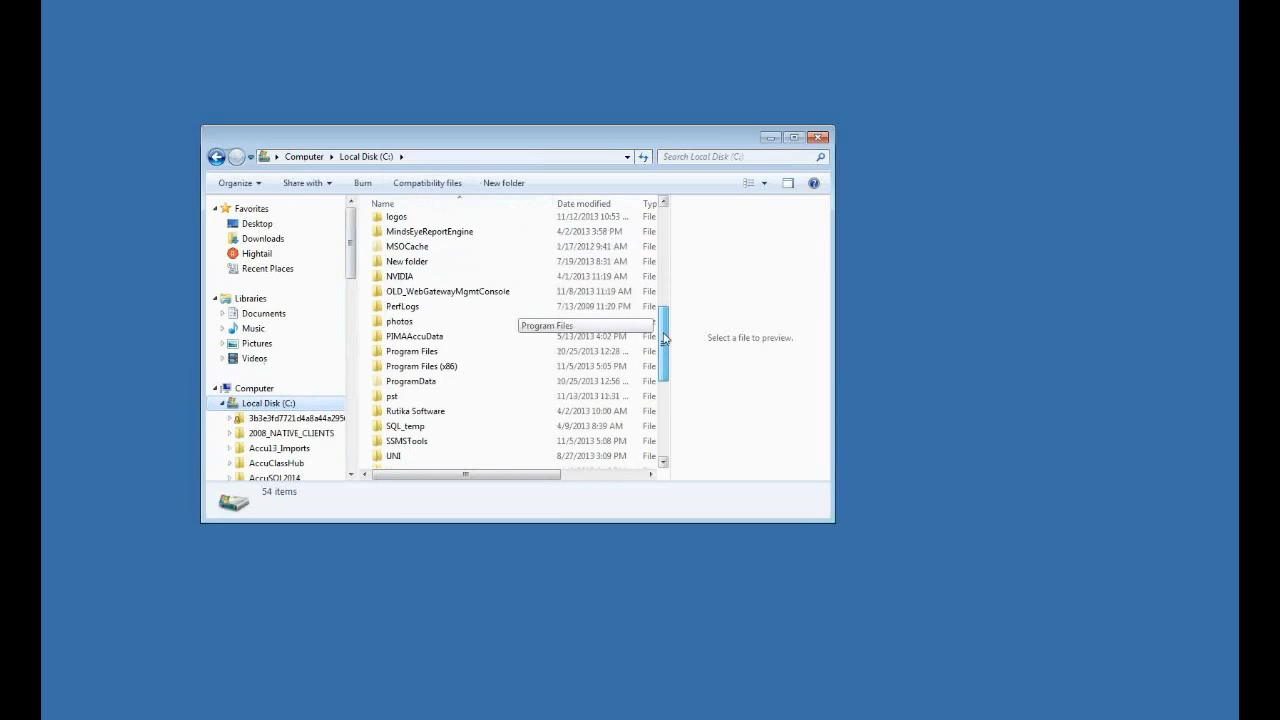 Computer Local Disk (C:) Search Local Disk (C:)
Organize Share with Burn Compatibility files New folder
Favorites
Desktop
Downloads
Hightail
Recent Places
Libraries
Documents
Music
Pictures
Videos
Computer
Local Disk (C:)
3b3e3fd7721d4a8a44a295
2008_NATIVE_CLIENTS
Accu13_Imports
AccuClassHub
AccuSQL2014
Name Date modified Typ
logos 11/12/2013 10:53 ... File
MindsEyeReportEngine 4/2/2013 3:58 PM File
MSOCache 1/17/2012 9:41 AM File
New folder 7/19/2013 8:31 AM File
NVIDIA 4/1/2013 11:19 AM File
OLD_WebGatewayMgmtConsole 11/8/2013 11:19 AM File
PerfLogs 7/13/2009 11:20 PM File
photos
Program Files
PIMAAccuData 5/13/2013 4:02 PM File
Program Files 10/25/2013 12:28 ... File
Program Files (x86) 11/5/2013 5:05 PM File
ProgramData 10/25/2013 12:56 ... File
pst 11/13/2013 11:31 ... File
Rutika Software 4/2/2013 10:00 AM File
SQL_temp 4/9/2013 8:39 AM File
SSMSTools 11/5/2013 5:08 PM File
UNI 8/27/2013 3:09 PM File
Select a file to preview.
54 items